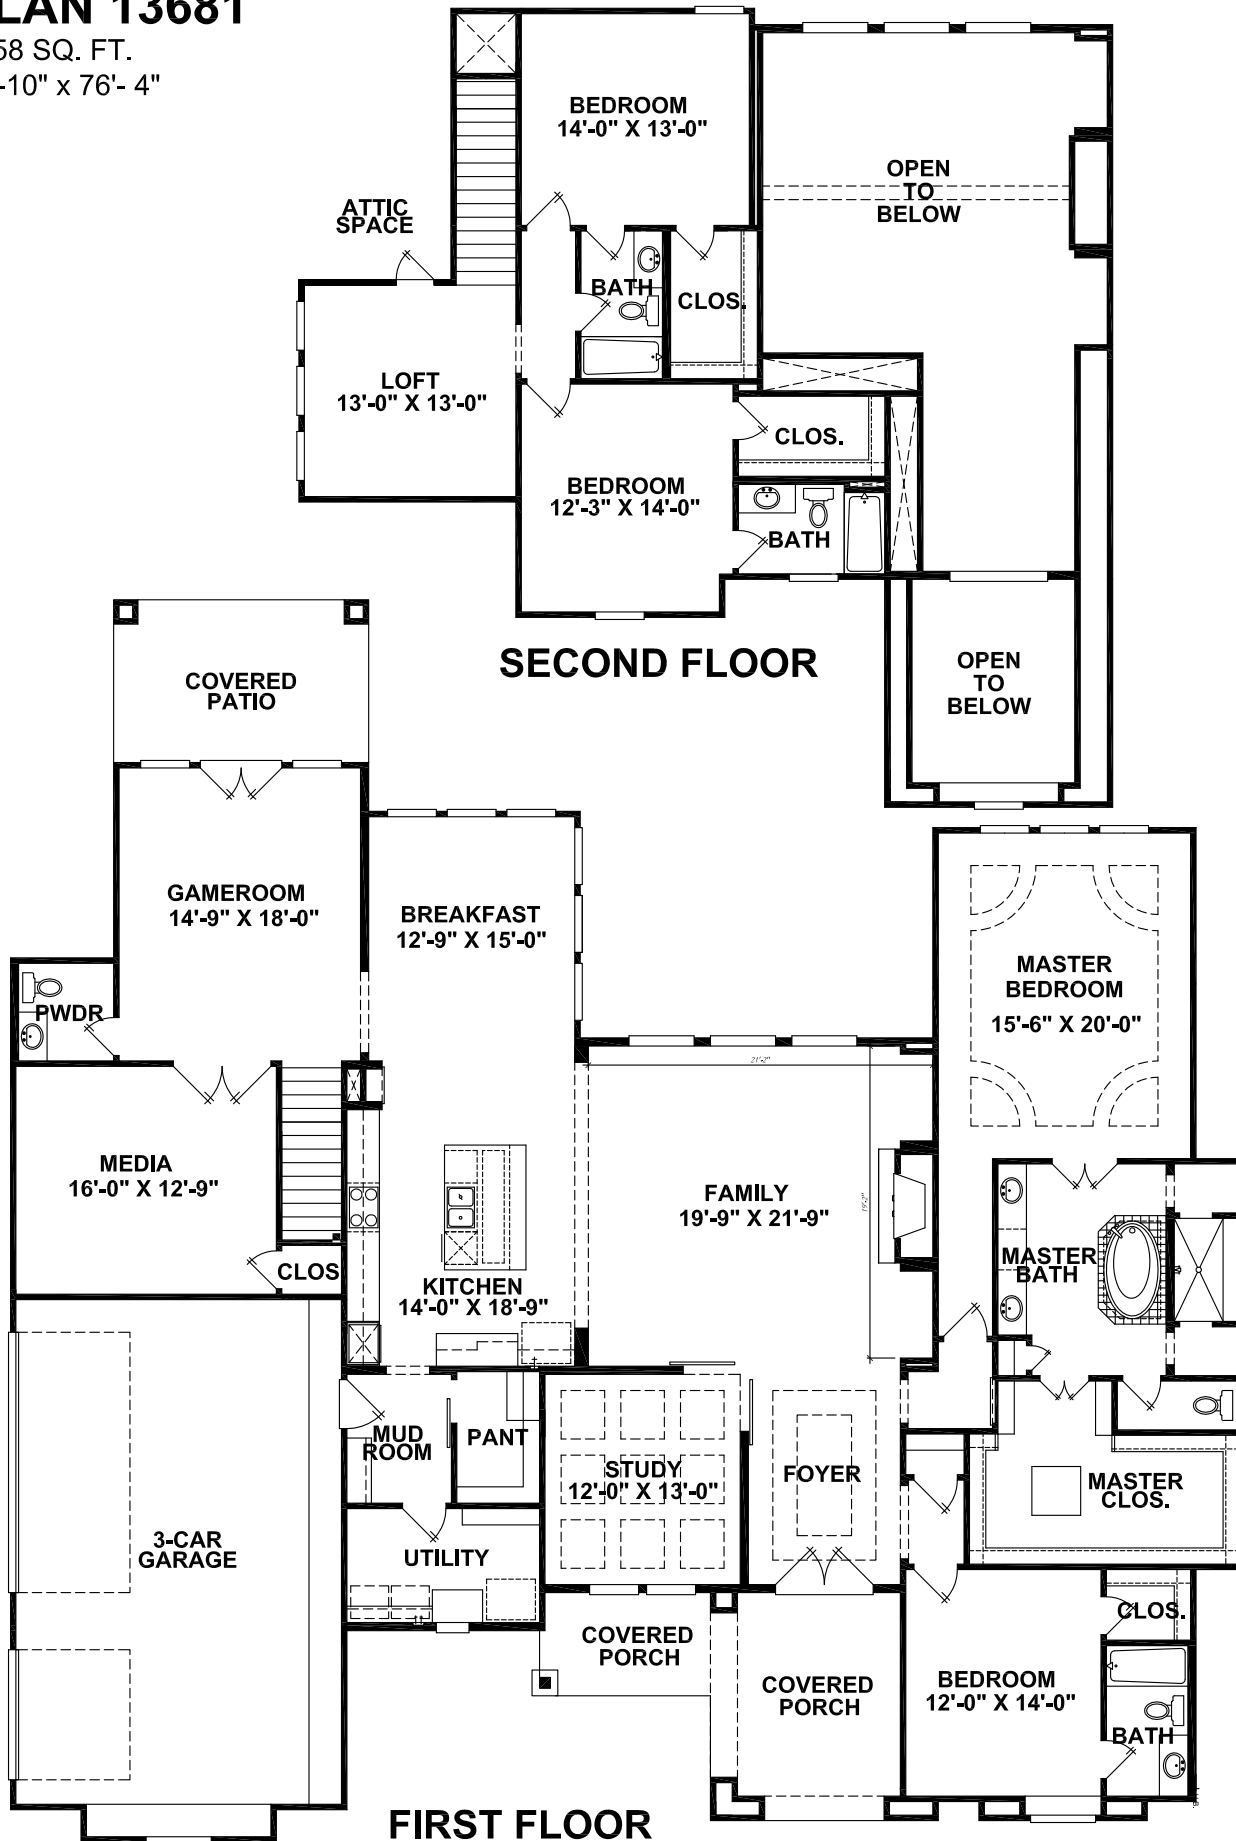 LAN 13681
58 SQ. FT.
-10" x 76'- 4"
BEDROOM
14'-0" X 13'-0"
OPEN
TO
BELOW
ATTIC
SPACE
BATH
CLOS.
LOFT
13'-0" X 13'-0"
CLOS.
BEDROOM
12'-3" X 14'-0"
BATH
SECOND FLOOR
OPEN
TO
BELOW
COVERED
PATIO
GAMEROOM
14'-9" X 18'-0"
BREAKFAST
12'-9" X 15'-0"
MASTER
BEDROOM
15'-6" X 20'-0"
PWDR
21'-2"
MEDIA
16'-0" X 12'-9"
FAMILY
19'-9" X 21'-9"
19'-2"
CLOS
KITCHEN
14'-0" X 18'-9"
MASTER
BATH
MUD
ROOM
PANT
STUDY
12'-0" X 13'-0"
FOYER
MASTER
CLOS.
3-CAR
GARAGE
UTILITY
COVERED
PORCH
COVERED
PORCH
CLOS.
BEDROOM
12'-0" X 14'-0"
BATH
FIRST FLOOR